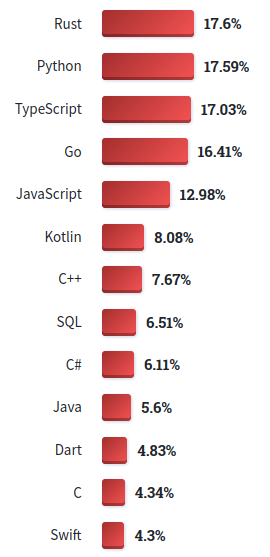 Rust 17.6%
Python 17.59%
TypeScript 17.03%
Go 16.41%
JavaScript 12.98%
Kotlin 8.08%
C++ 7.67%
SQL 6.51%
C# 6.11%
Java 5.6%
Dart 4.83%
C 4.34%
Swift 4.3%